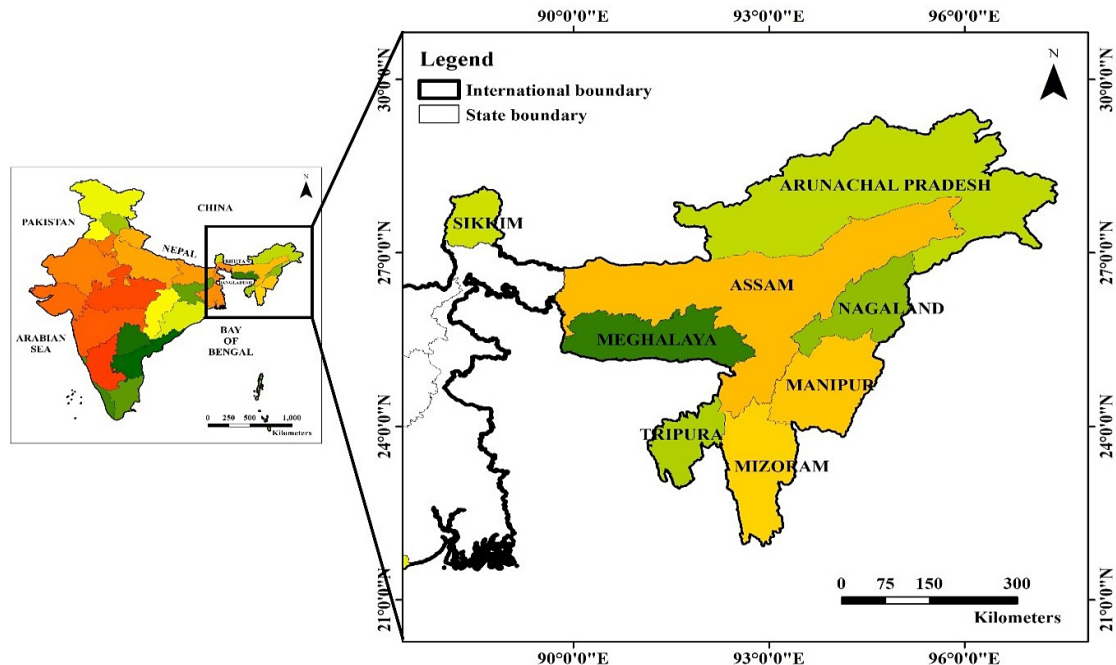 PAKISTAN
CHINA
N
NEPAL
BHUTAN
BANGLADESH
ARABIAN
SEA
BAY
OF
BENGAL
0 250 500 1,000
Kilometers
90°0'0"E 93°0'0"E 96°0'0"E
Legend
International boundary
State boundary
N
30°0'0"N 30°0'0"N
ARUNACHAL PRADESH
SIKKIM
27°0'0"N 27°0'0"N
ASSAM
NAGALAND
MEGHALAYA
MANIPUR
24°0'0"N 24°0'0"N
TRIPURA
MIZORAM
21°0'0"N 21°0'0"N
0 75 150 300
Kilometers
90°0'0"E 93°0'0"E 96°0'0"E